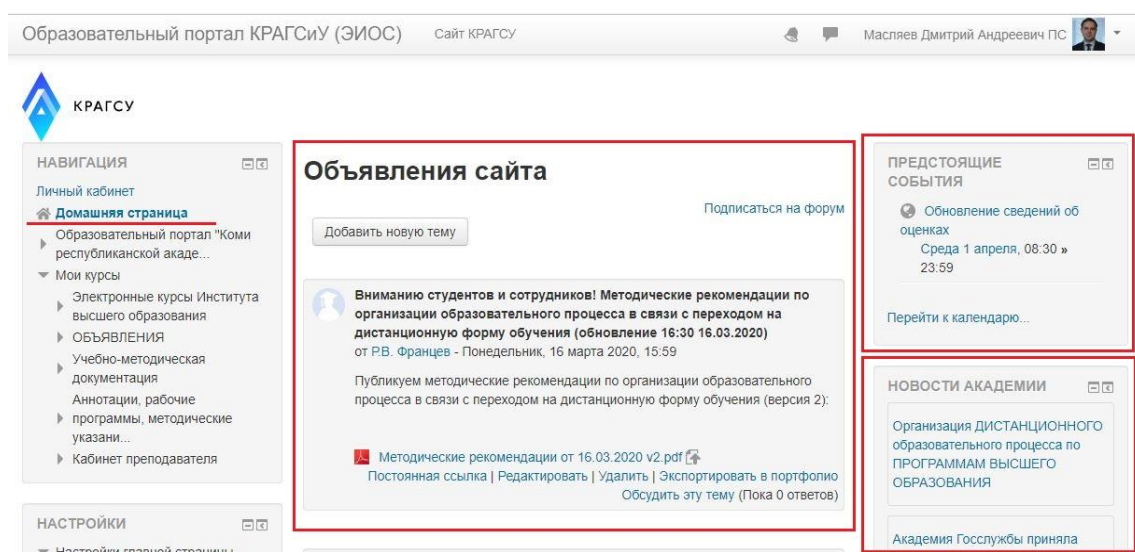 Образовательный портал КРАГСиУ (ЭИОС) Сайт КРАГСУ Масляев Дмитрий Андреевич ПС
КРАГСУ
НАВИГАЦИЯ
Личный кабинет
Домашняя страница
Образовательный портал "Коми
республиканской акаде...
Мои курсы
Электронные курсы Института
высшего образования
ОБЪЯВЛЕНИЯ
Учебно-методическая
документация
Аннотации, рабочие
программы, методические
указани...
Кабинет преподавателя
НАСТРОЙКИ
Настройки главной страницы
Объявления сайта
Подписаться на форум
Добавить новую тему
Вниманию студентов и сотрудников! Методические рекомендации по
организации образовательного процесса в связи с переходом на
дистанционную форму обучения (обновление 16:30 16.03.2020)
от Р.В. Францев - Понедельник, 16 марта 2020, 15:59
Публикуем методические рекомендации по организации образовательного
процесса в связи с переходом на дистанционную форму обучения (версия 2):
Методические рекомендации от 16.03.2020 v2.pdf
Постоянная ссылка | Редактировать | Удалить | Экспортировать в портфолио
Обсудить эту тему (Пока 0 ответов)
ПРЕДСТОЯЩИЕ
СОБЫТИЯ
Обновление сведений об
оценках
Среда 1 апреля, 08:30 »
23:59
Перейти к календарю...
НОВОСТИ АКАДЕМИИ
Организация ДИСТАНЦИОННОГО
образовательного процесса по
ПРОГРАММАМ ВЫСШЕГО
ОБРАЗОВАНИЯ
Академия Госслужбы приняла